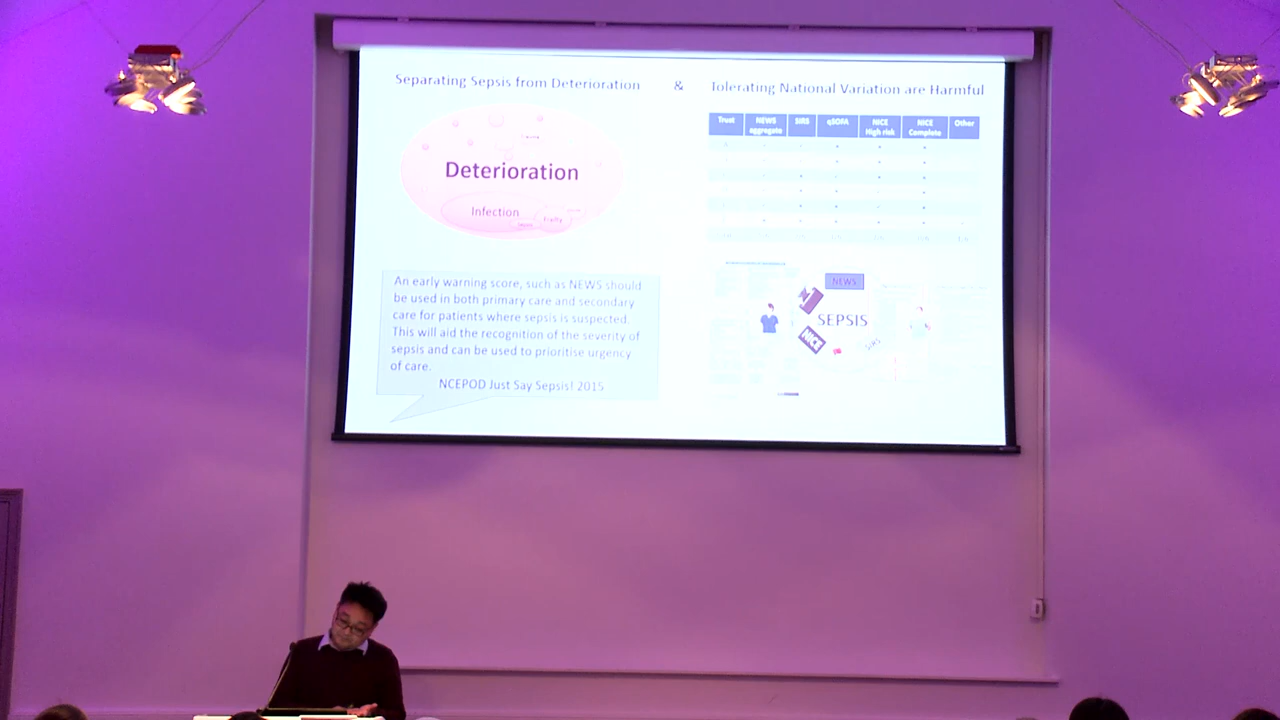 Separating Sepsis from Deterioration & Tolerating National Variation are Harmful
Deterioration
Infection
Frailty
Trust NEWS aggregate SIRS qSOFA NICE High risk NICE Complete Other
An early warning score, such as NEWS should
be used in both primary care and secondary
care for patients where sepsis is suspected.
This will aid the recognition of the severity of
sepsis and can be used to prioritise urgency
of care.
NCEPOD Just Say Sepsis! 2015
NEWS
SEPSIS
NICE
SIRS